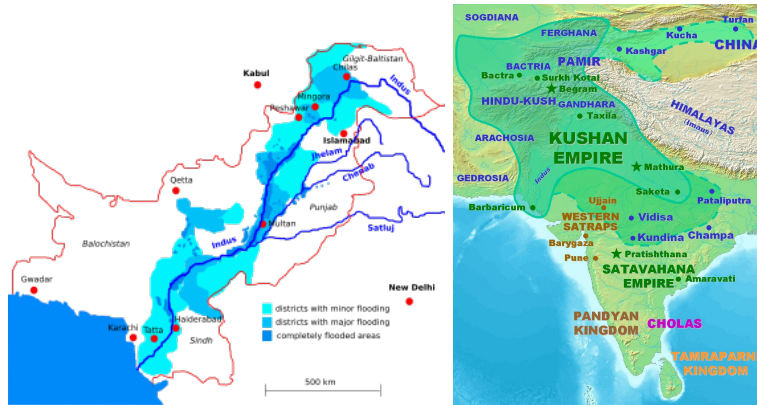 Gilgit-Baltistan
Chilas
Kabul
Indus
Mingora
Peshawar
Islamabad
Jhelam
Chenab
Qetta
Punjab
Multan
Indus
Satluj
Balochistan
Gwadar
New Delhi
districts with minor flooding
districts with major flooding
completely flooded areas
Haiderabad
Karachi
Tatta
Sindh
500 km
SOGDIANA
Turfan
FERGHANA
Kucha
CHINA
Kashgar
PAMIR
BACTRIA
Bactra
Surkh Kotal
Begram
HINDU-KUSH
GANDHARA
Taxila
HIMALAYAS
(Imaus)
ARACHOSIA
KUSHAN
EMPIRE
Mathura
GEDROSIA
Indus
Saketa
Pataliputra
Barbaricum
Ujjain
WESTERN
SATRAPS
Vidisa
Champa
Kundina
Barygaza
Pratishthana
Pune
SATAVAHANA
EMPIRE
Amaravati
PANDYAN
KINGDOM
CHOLAS
TAMRAPARNI
KINGDOM